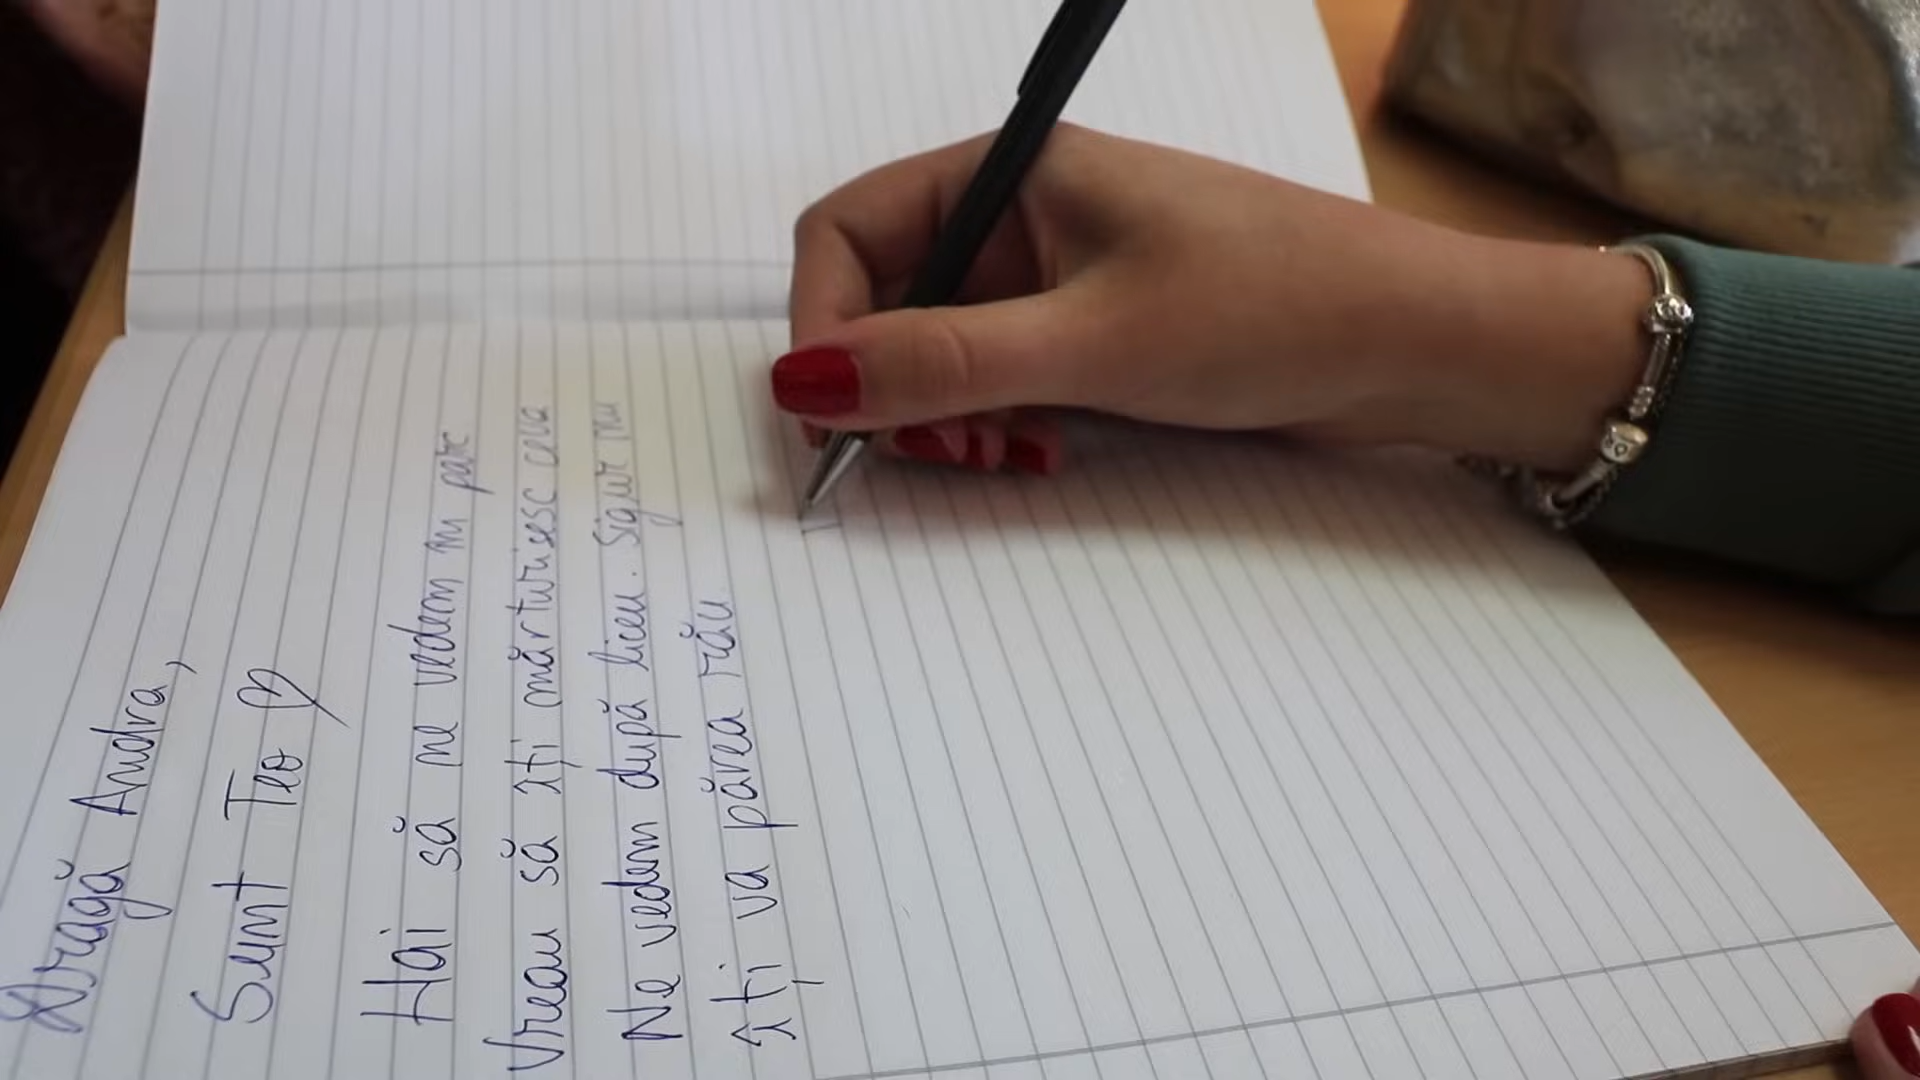 Dragă Andra,
Sunt Teo ♡
Hai să ne vedem în parc
Vreau să îți mărturisesc ceva
Ne vedem după liceu. Sigur nu
îți va părea rău.